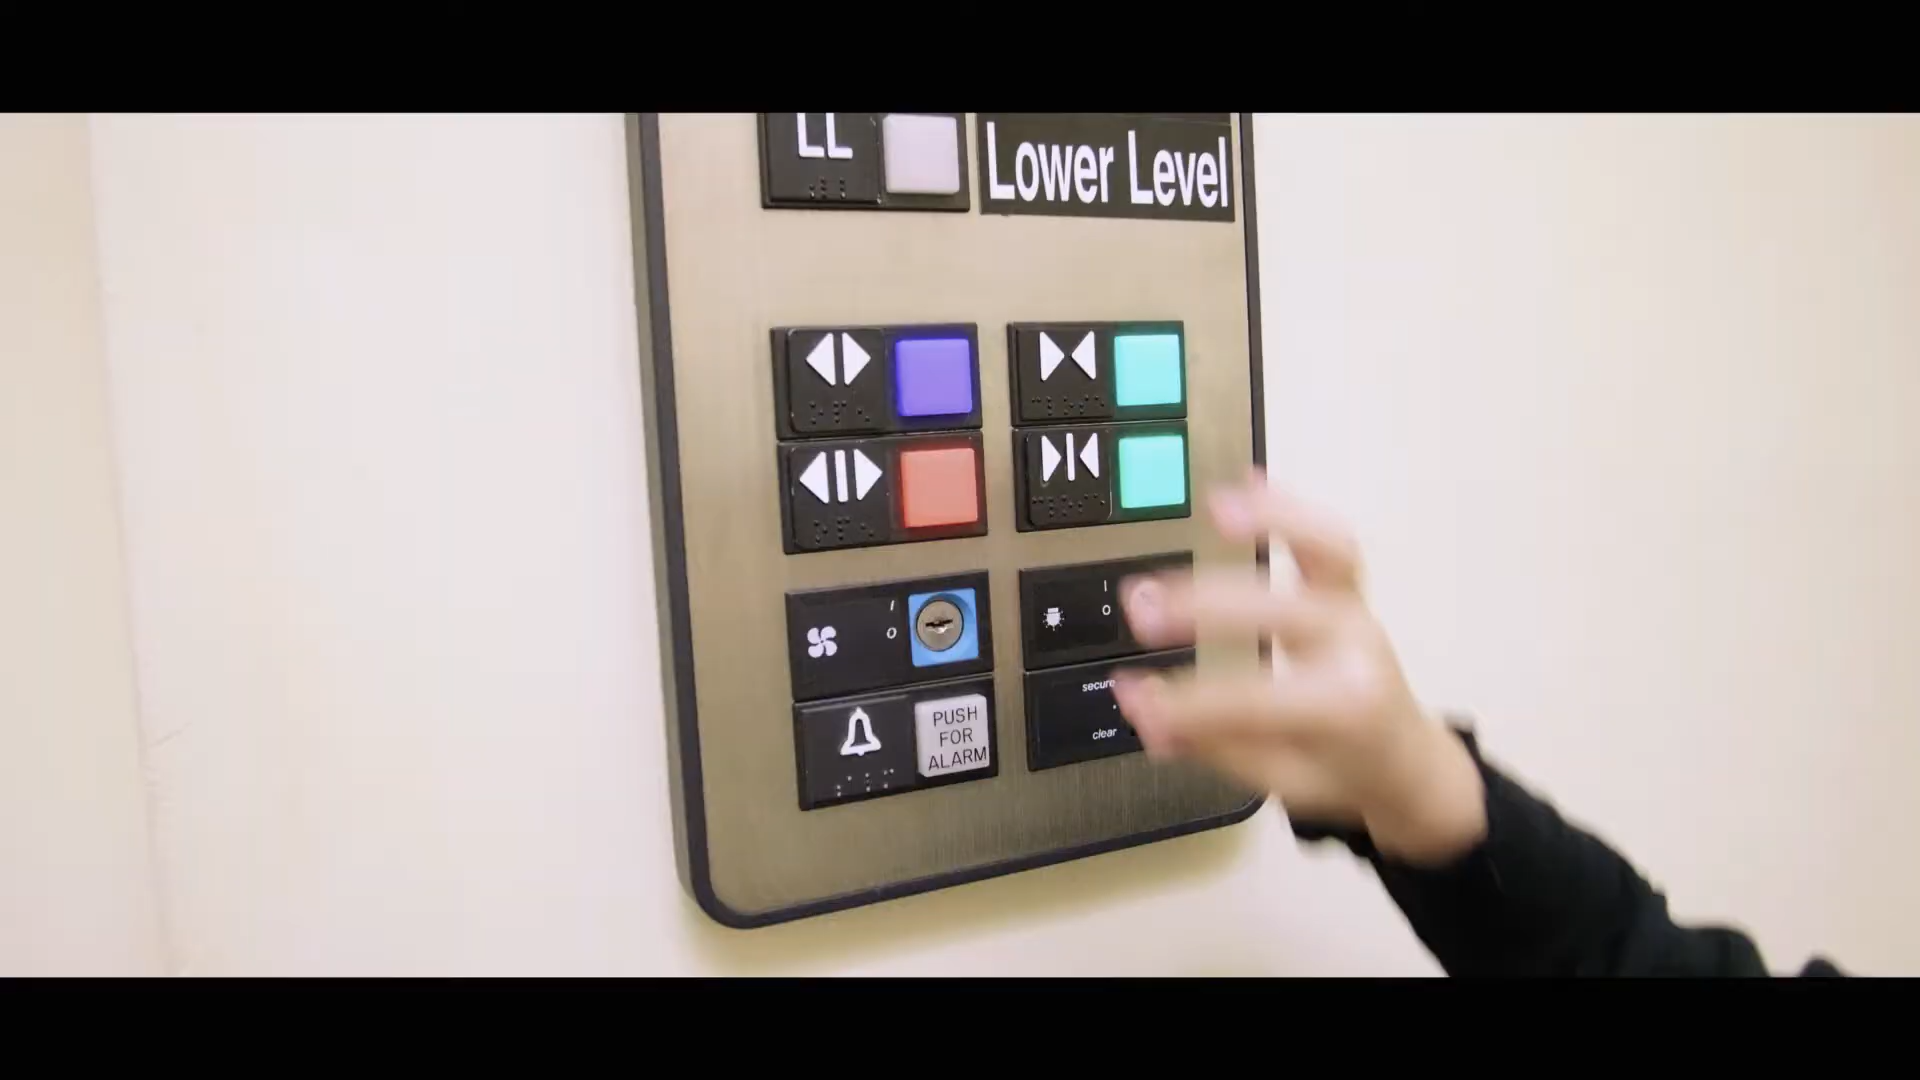 LL
Lower Level
I
O
I
O
secure
clear
PUSH
FOR
ALARM